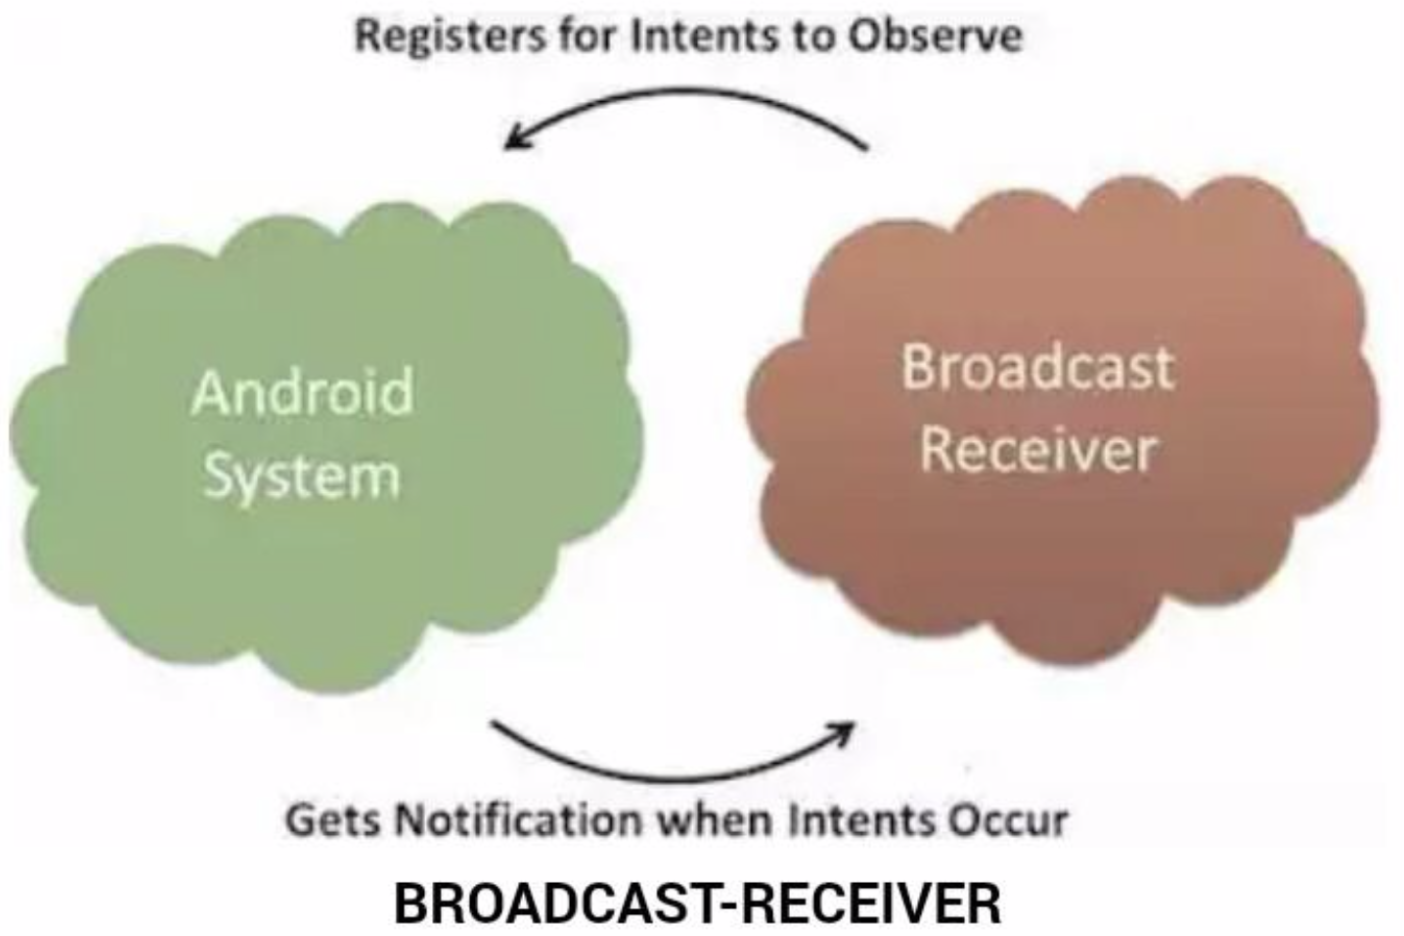 Registers for Intents to Observe
Android
System
Broadcast
Receiver
Gets Notification when Intents Occur
BROADCAST-RECEIVER